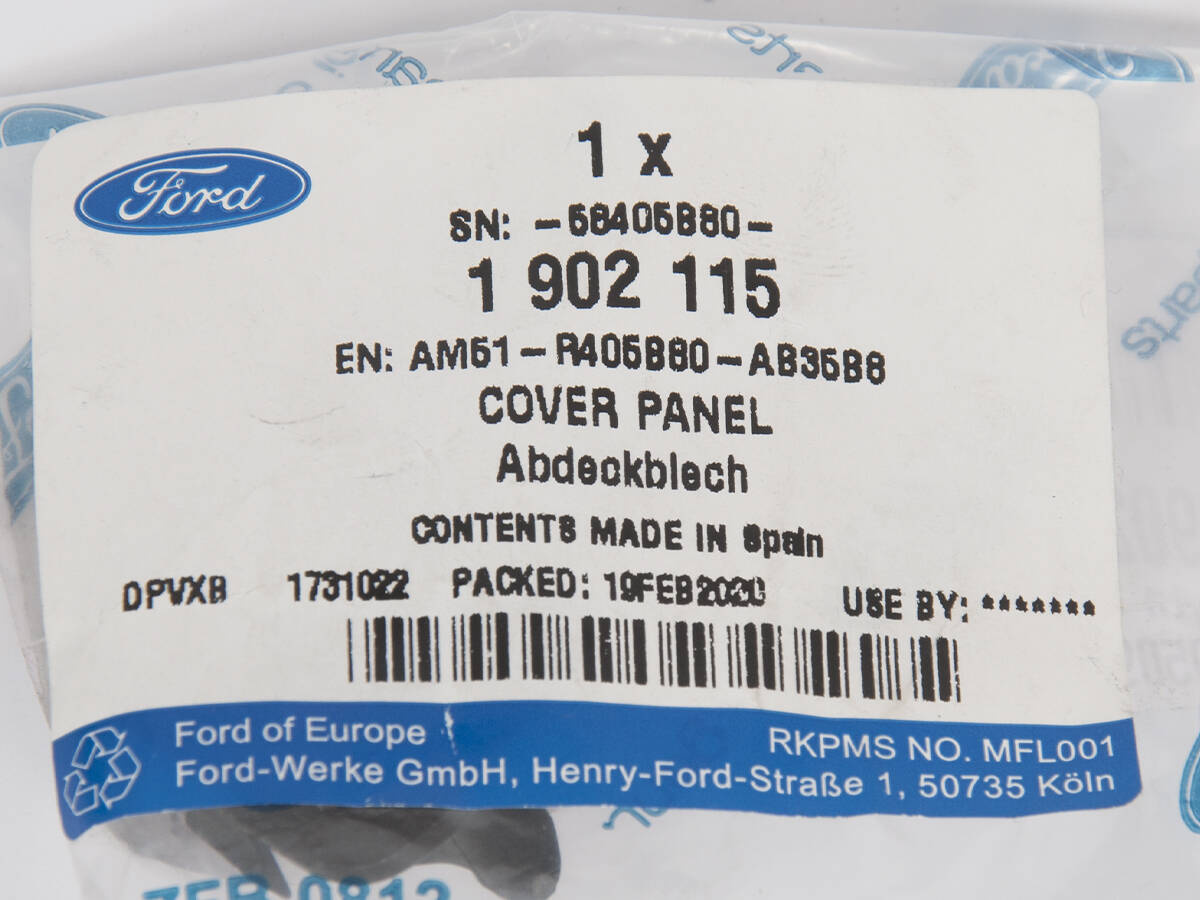 Ford
1 x
SN: -58405B80-
1 902 115
EN: AM51-R405B80-AB35B8
COVER PANEL
Abdeckblech
CONTENTS MADE IN Spain
DPVXB 1731022 PACKED: 19FEB2020 USE BY: *******
Ford of Europe
RKPMS NO. MFL001
Ford-Werke GmbH, Henry-Ford-Straße 1, 50735 Köln